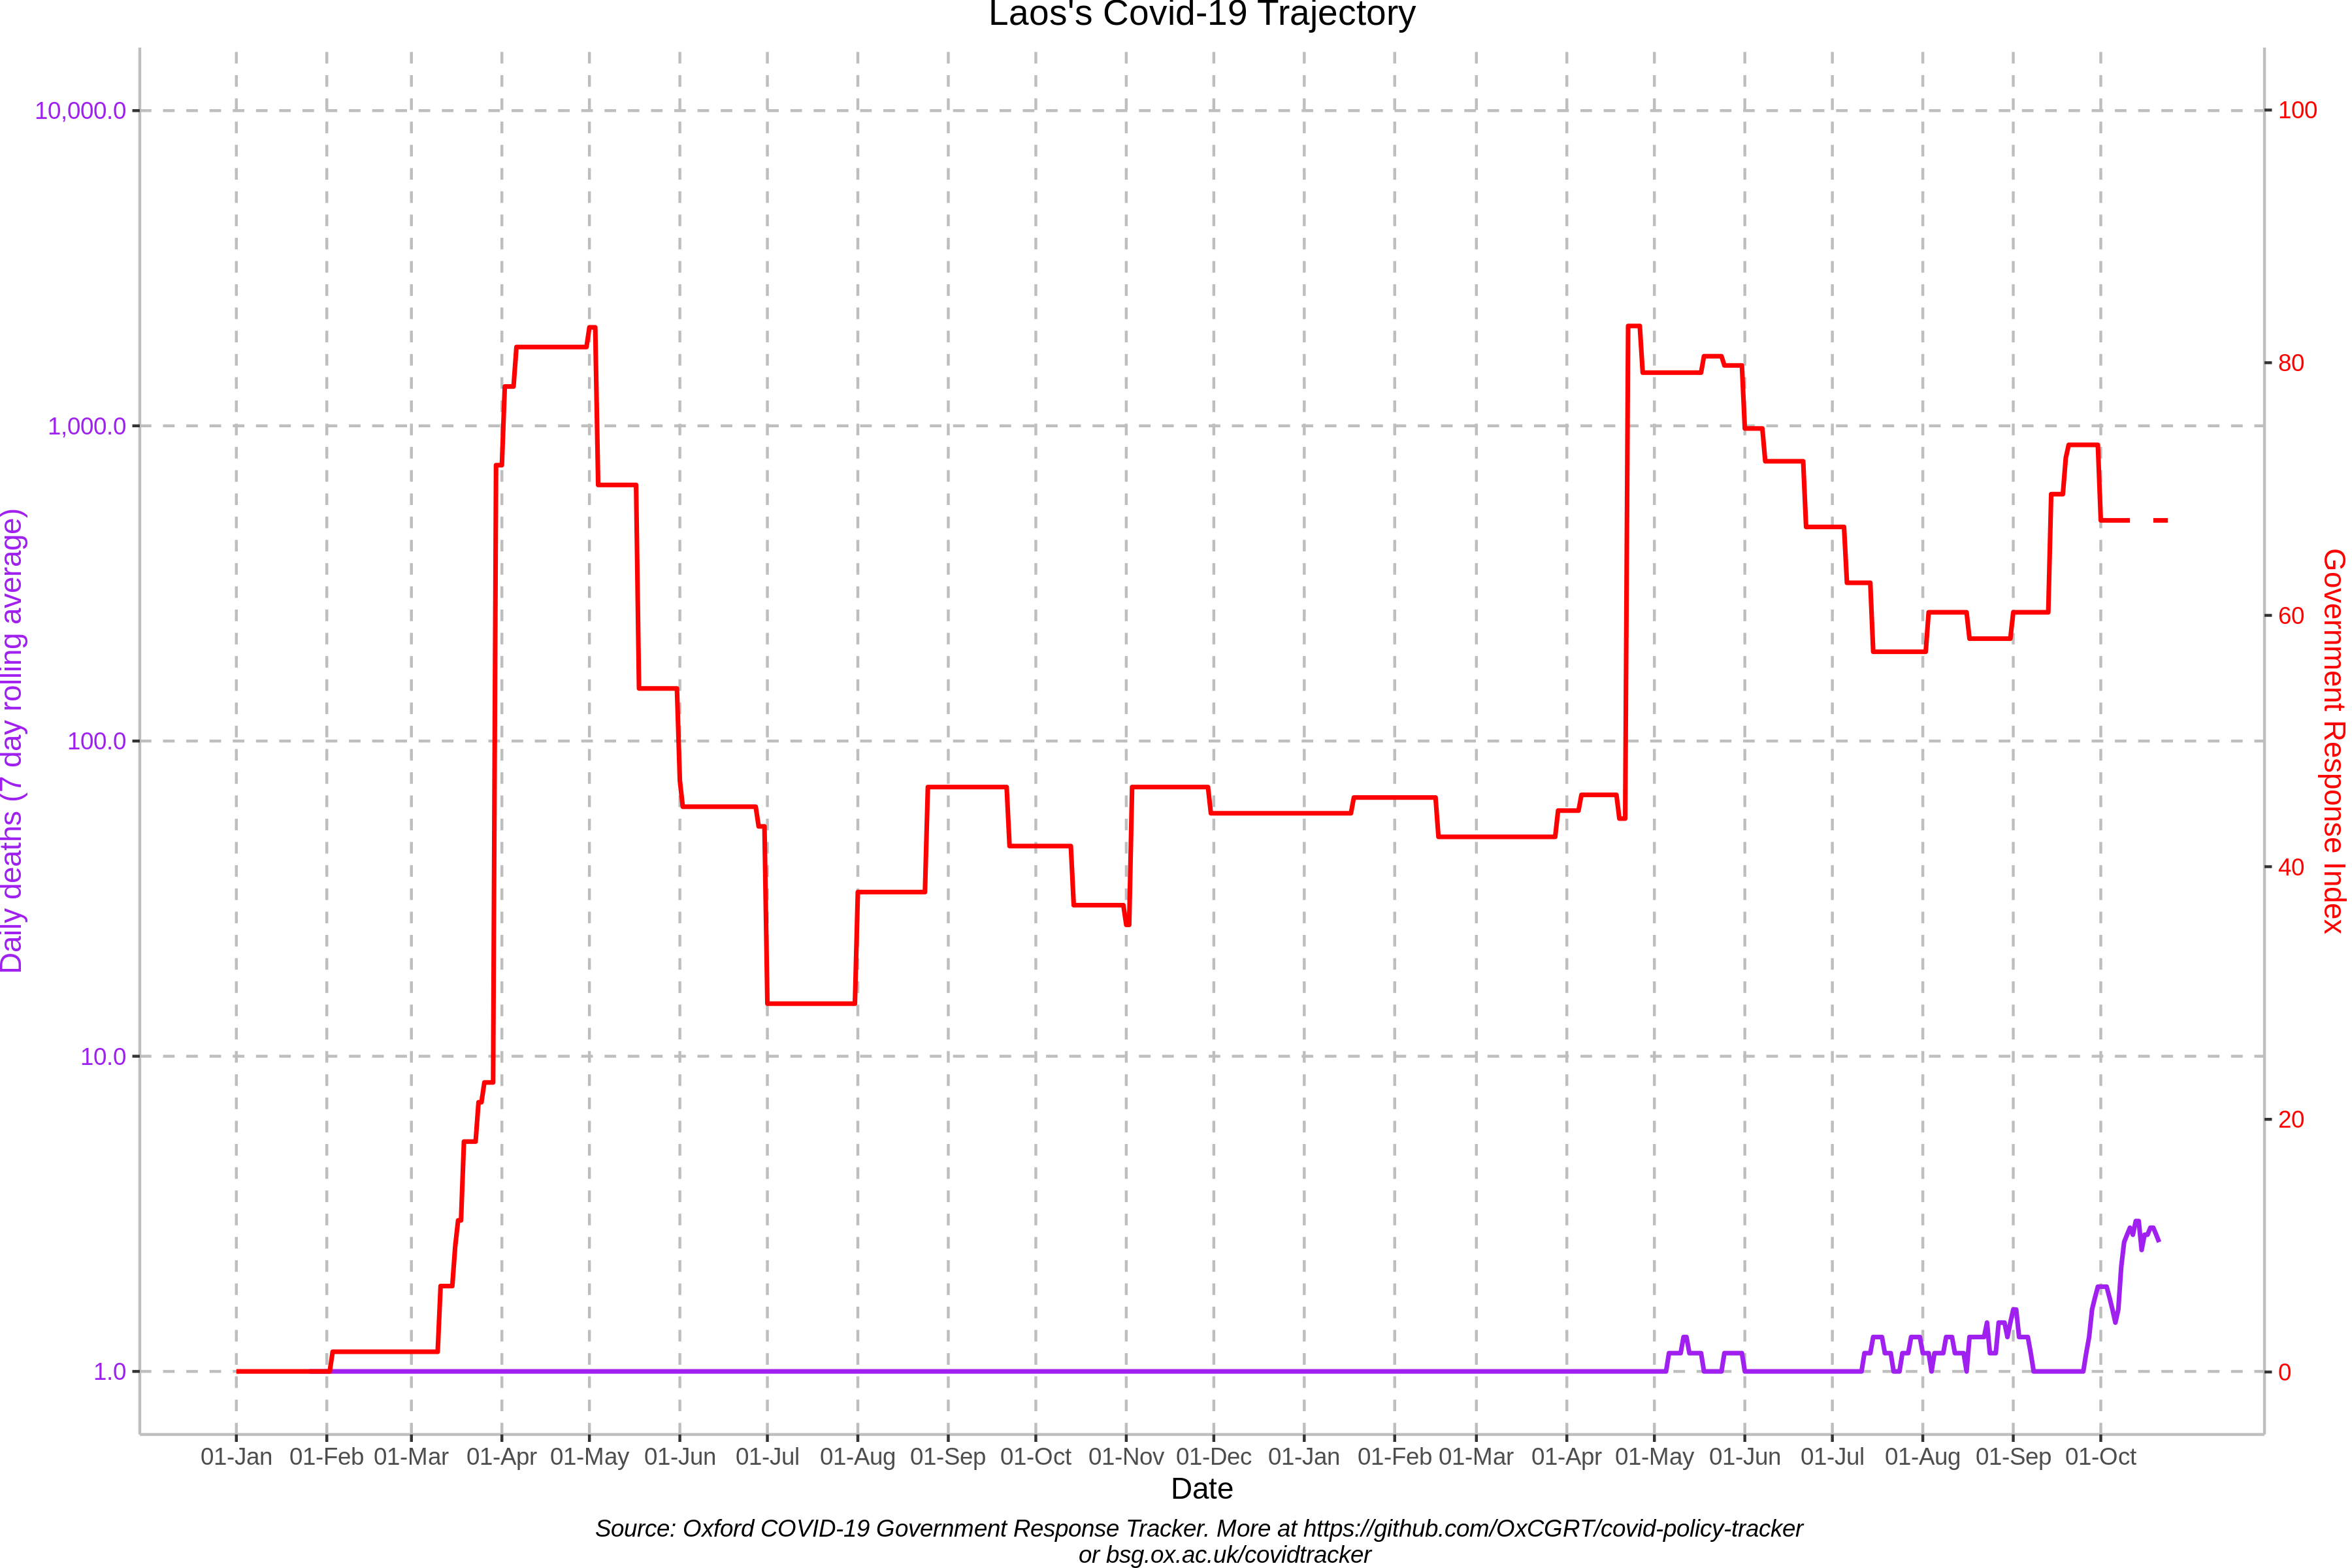 Laos's Covid-19 Trajectory
10,000.0
1,000.0
100.0
10.0
1.0
Daily deaths (7 day rolling average)
100
80
60
40
20
0
Government Response Index
01-Jan 01-Feb 01-Mar 01-Apr 01-May 01-Jun 01-Jul 01-Aug 01-Sep 01-Oct 01-Nov 01-Dec 01-Jan 01-Feb 01-Mar 01-Apr 01-May 01-Jun 01-Jul 01-Aug 01-Sep 01-Oct
Date
Source: Oxford COVID-19 Government Response Tracker. More at https://github.com/OxCGRT/covid-policy-tracker
or bsg.ox.ac.uk/covidtracker